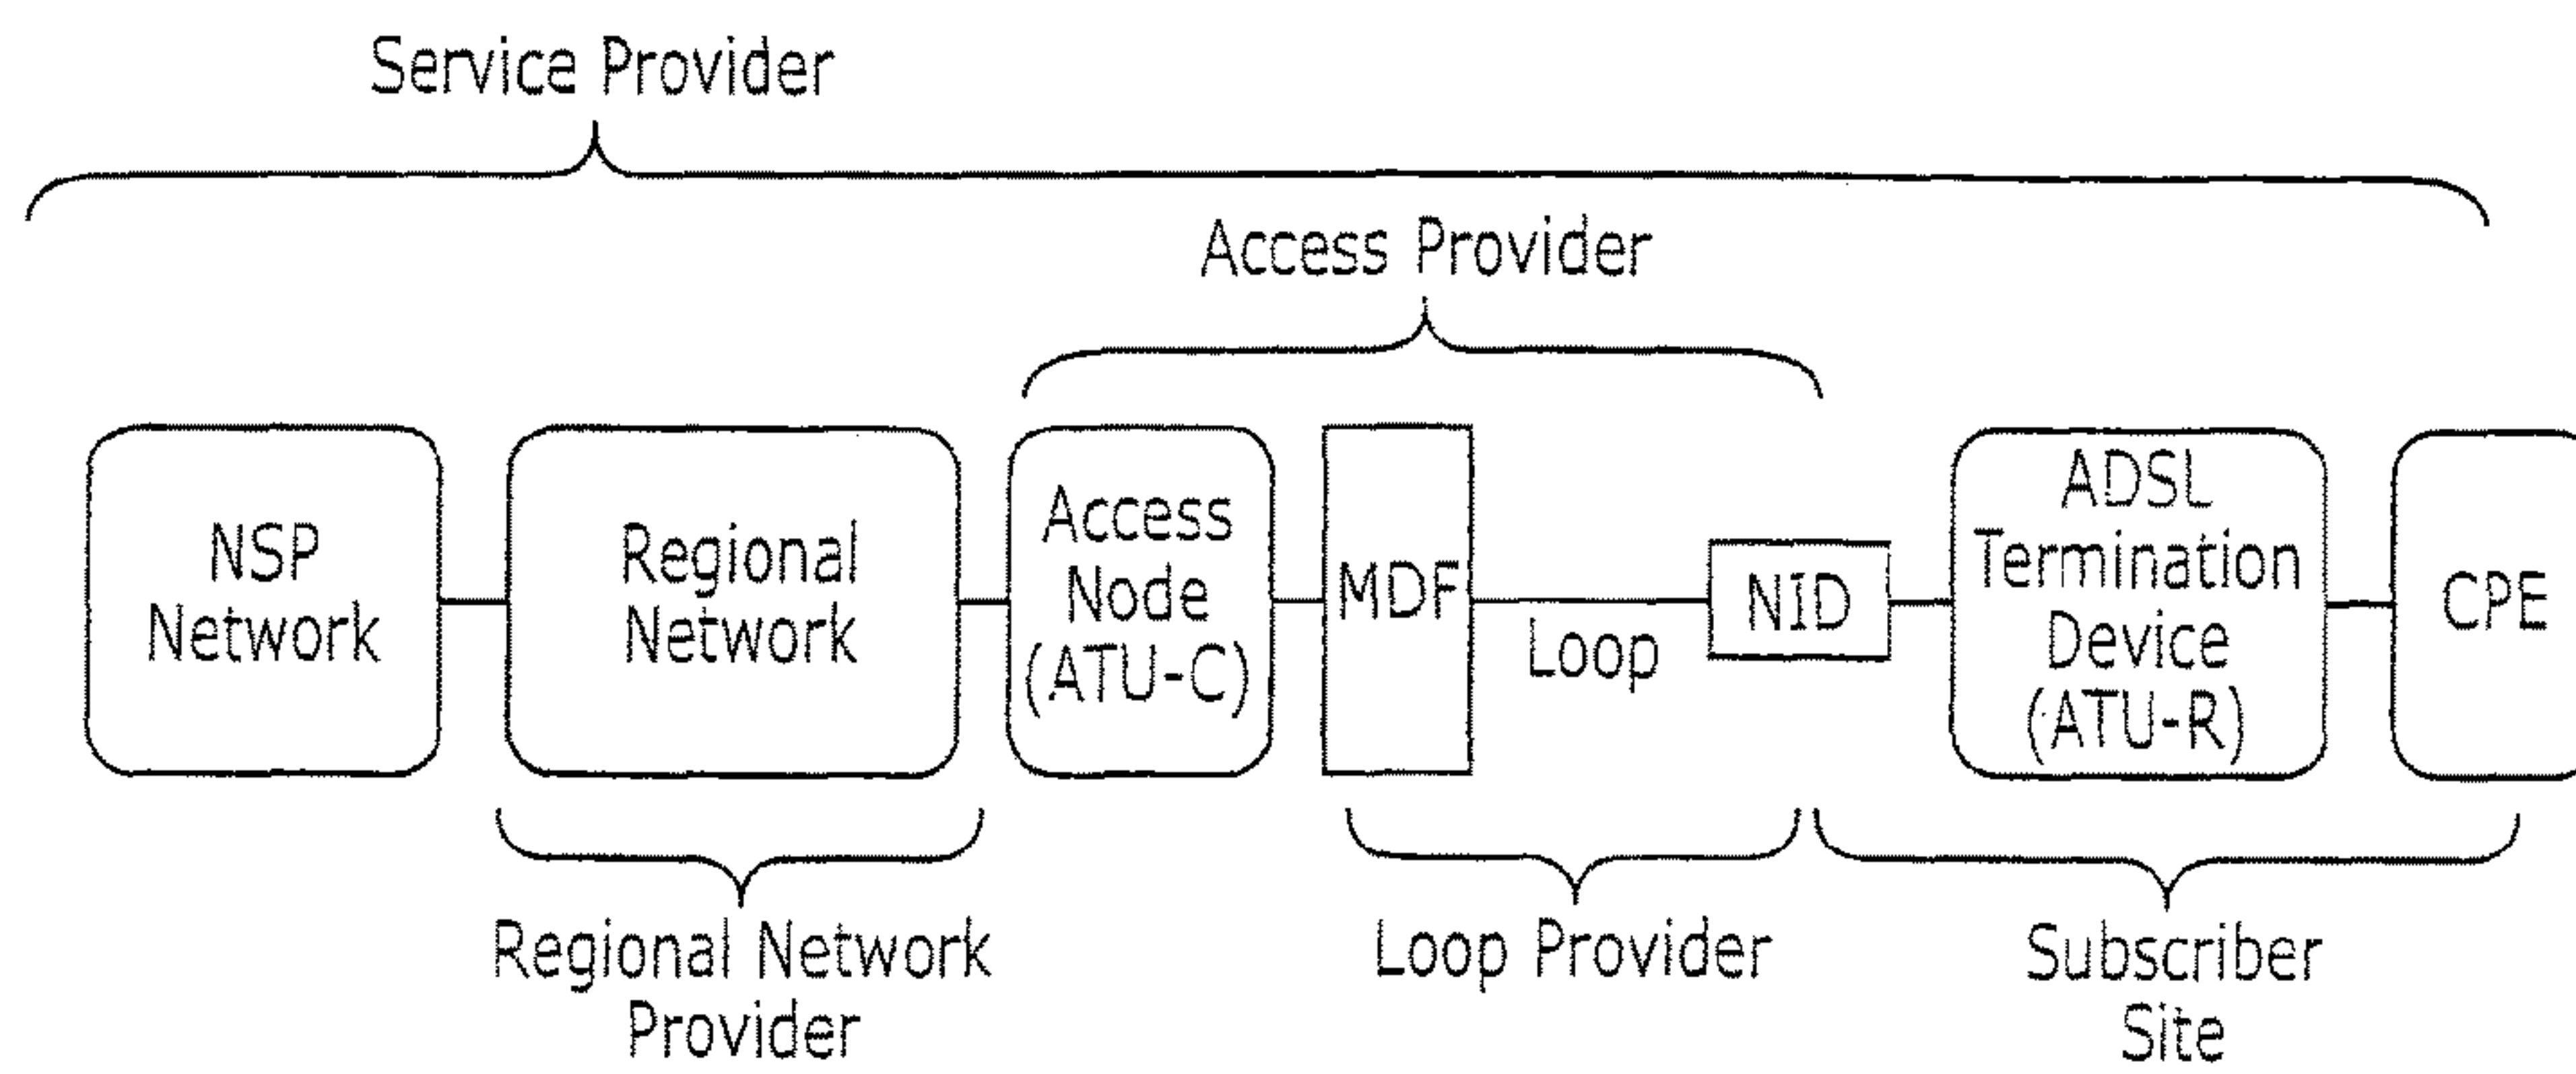 Service Provider
Access Provider
NSP
Network
Regional
Network
Access
Node
(ATU-C)
MDF
Loop
NID
ADSL
Termination
Device
(ATU-R)
CPE
Regional Network
Provider
Loop Provider
Subscriber
Site